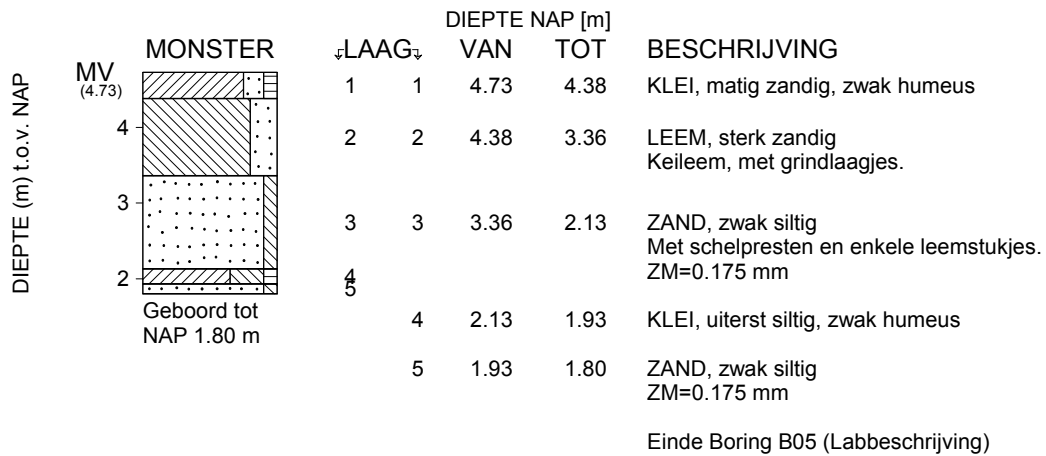 DIEPTE NAP [m]
MONSTER LAAG VAN TOT BESCHRIJVING
DIEPTE (m) t.o.v. NAP
MV
(4.73)
1 1 4.73 4.38 KLEI, matig zandig, zwak humeus
4
2 2 4.38 3.36 LEEM, sterk zandig
Keileem, met grindlaagjes.
3
3 3 3.36 2.13 ZAND, zwak siltig
Met schelpresten en enkele leemstukjes.
ZM=0.175 mm
2
4
5
Geboord tot
NAP 1.80 m
4 2.13 1.93 KLEI, uiterst siltig, zwak humeus
5 1.93 1.80 ZAND, zwak siltig
ZM=0.175 mm
Einde Boring B05 (Labbeschrijving)